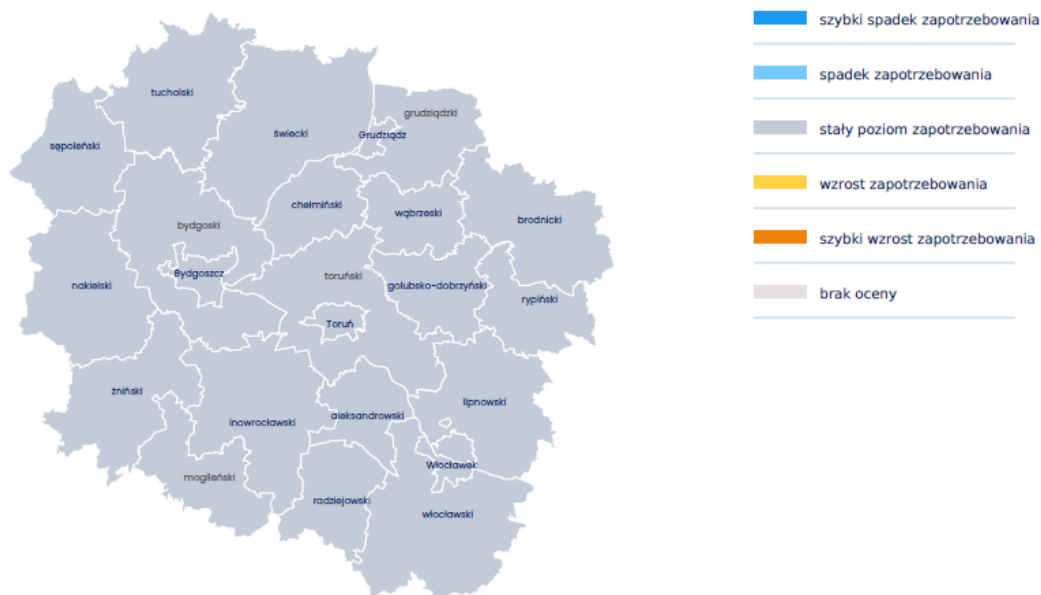 tucholski
sępoleński
świecki
grudziądzki
Grudziądz
chełmiński
wąbrzeski
brodnicki
bydgoski
Bydgoszcz
nakielski
toruński
golubsko-dobrzyński
rypiński
Toruń
żniński
inowrocławski
aleksandrowski
lipnowski
mogileński
Włocławek
radziejowski
włocławski
szybki spadek zapotrzebowania
spadek zapotrzebowania
stały poziom zapotrzebowania
wzrost zapotrzebowania
szybki wzrost zapotrzebowania
brak oceny